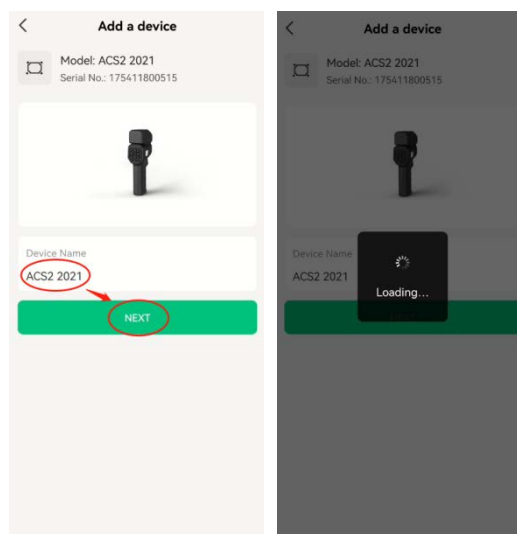 Add a device
Model: ACS2 2021
Serial No.: 175411800515
Device Name
ACS2 2021
NEXT
Add a device
Model: ACS2 2021
Serial No.: 175411800515
Device Name
ACS2 2021
Loading...